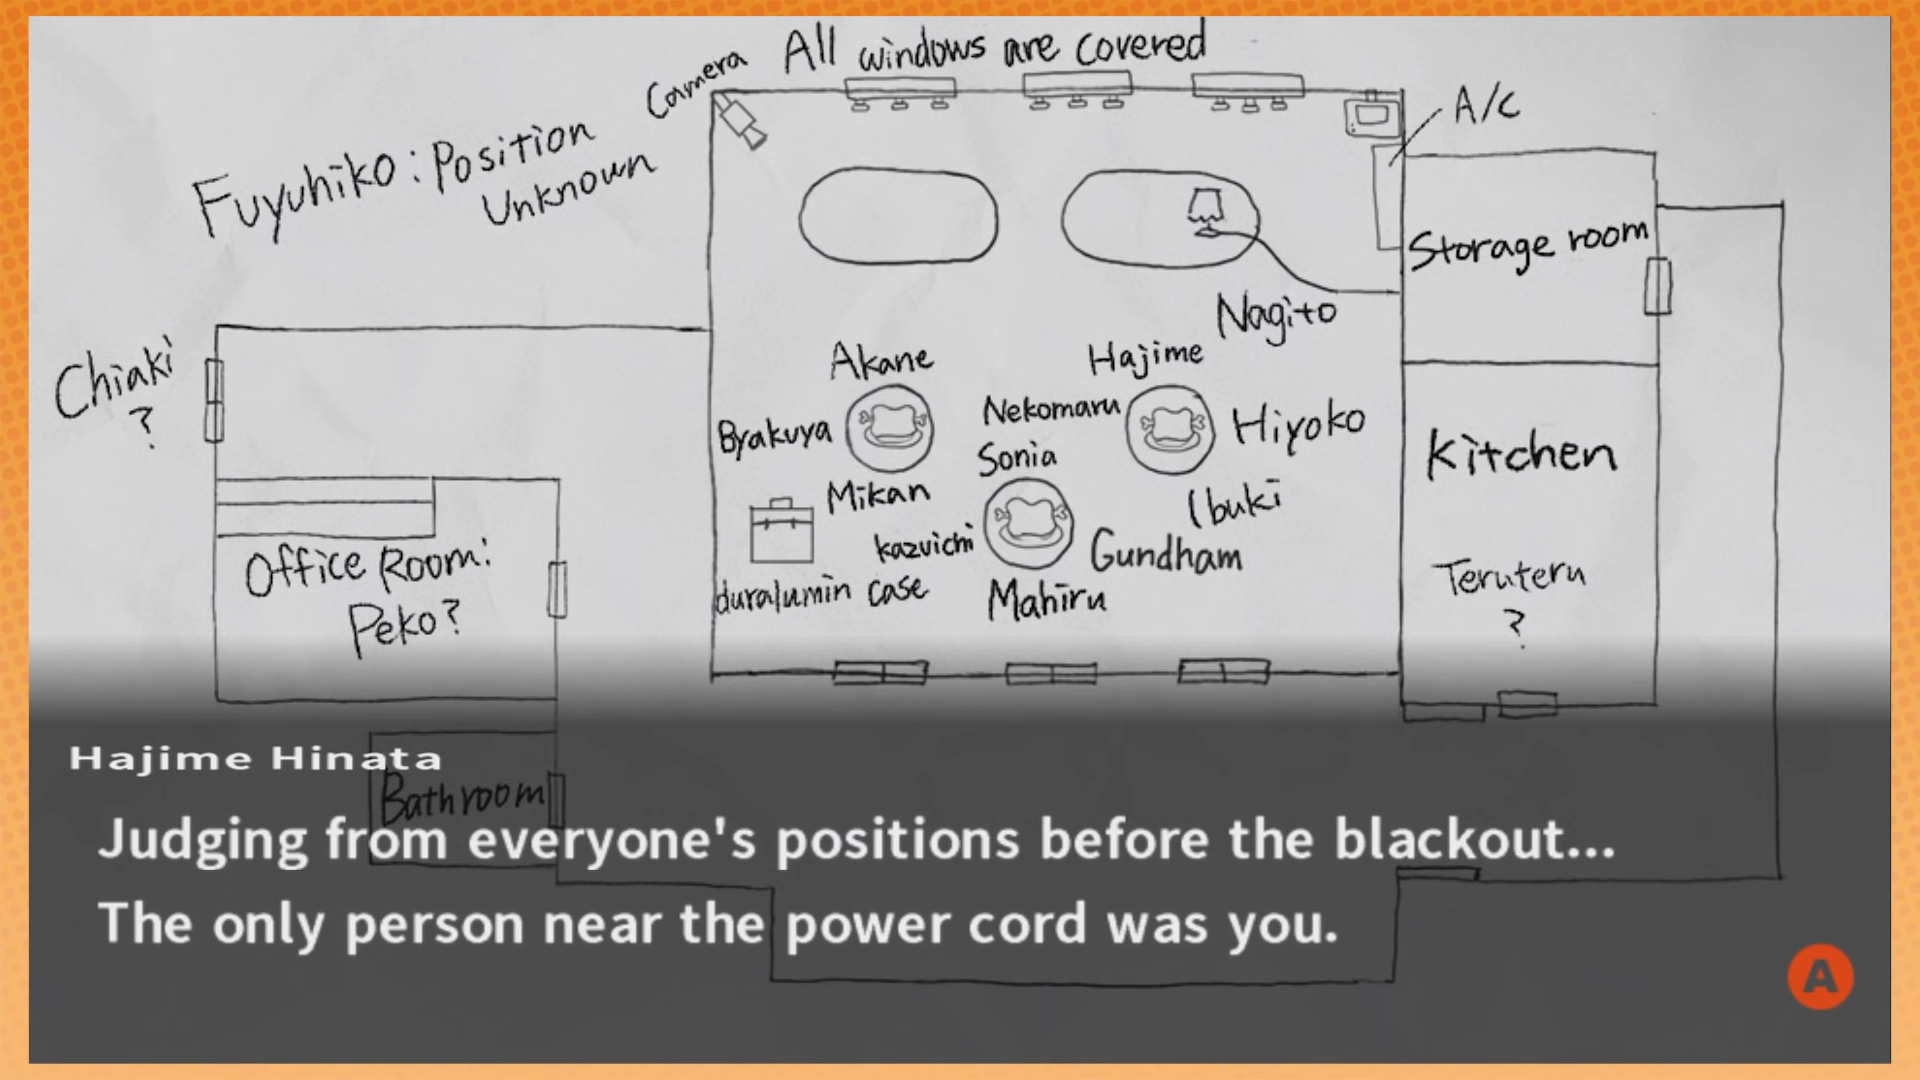 All windows are covered
Camera
A/C
Fuyuhiko: Position
Unknown
Storage room
Nagito
Chiaki
?
Akane
Hajime
Byakuya
Nekomaru
Hiyoko
Sonia
Kitchen
Mikan
Ibuki
kazuichi
Gundham
Office Room:
Peko?
duralumin case
Mahiru
Teruteru
?
Bathroom
Hajime Hinata
Judging from everyone's positions before the blackout...
The only person near the power cord was you.
A